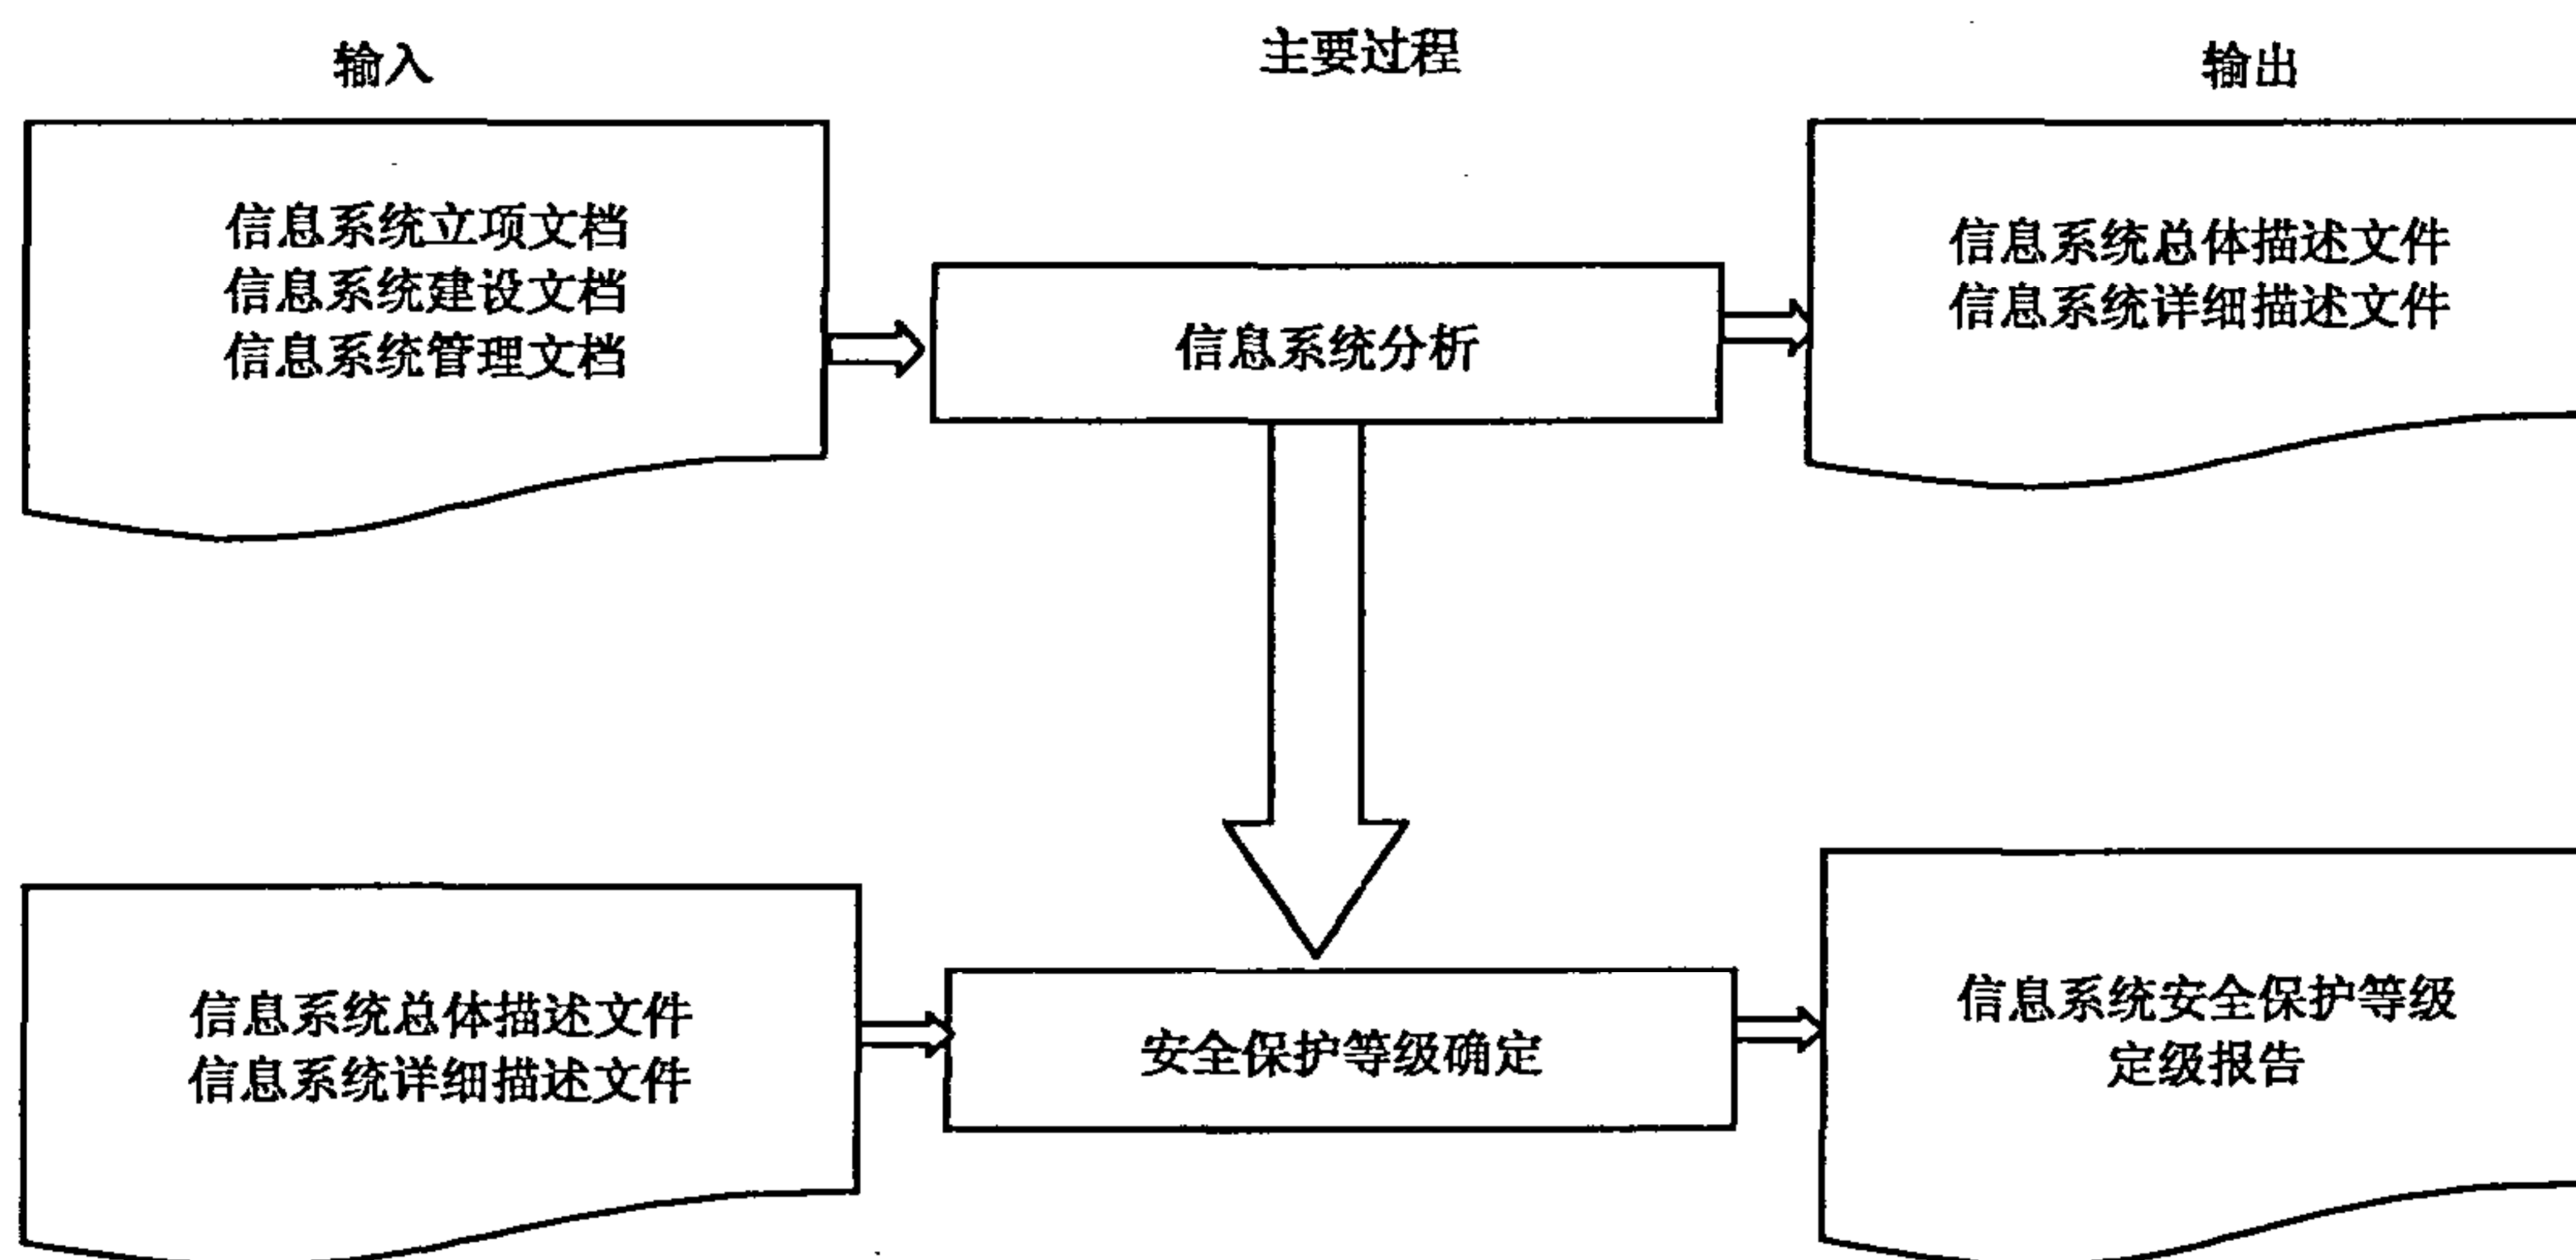 输入
主要过程
输出
信息系统立项文档
信息系统建设文档
信息系统管理文档
信息系统分析
信息系统总体描述文件
信息系统详细描述文件
信息系统总体描述文件
信息系统详细描述文件
安全保护等级确定
信息系统安全保护等级
定级报告